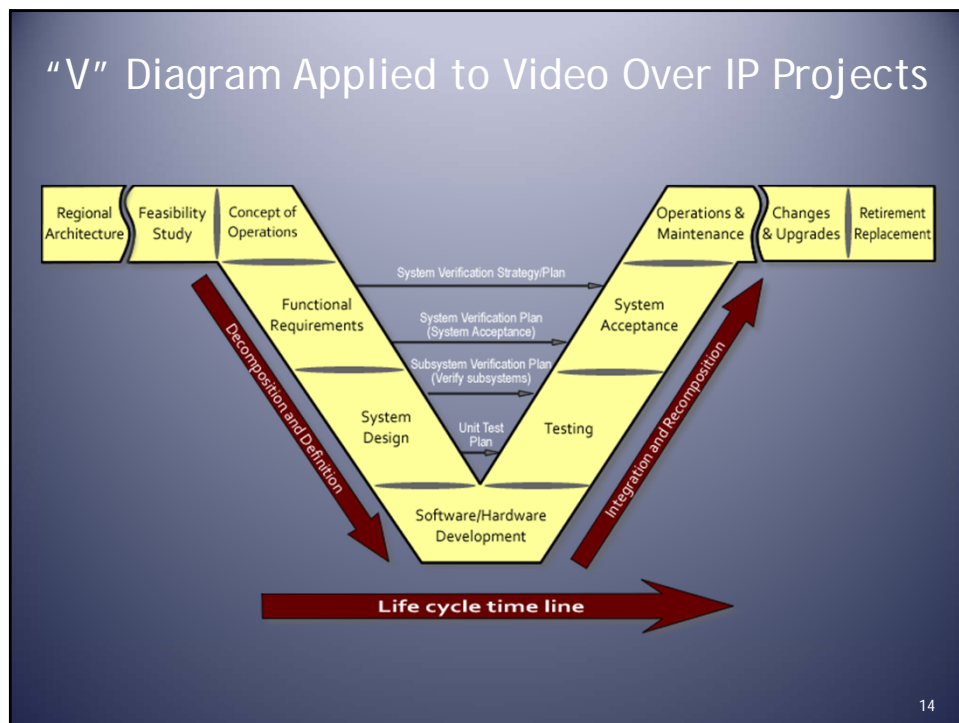 “V” Diagram Applied to Video Over IP Projects
Regional
Architecture
Feasibility
Study
Concept of
Operations
Operations &
Maintenance
Changes
& Upgrades
Retirement
Replacement
System Verification Strategy/Plan
Functional
Requirements
System
Acceptance
System Verification Plan
(System Acceptance)
Subsystem Verification Plan
(Verify subsystems)
Decomposition and Definition
Integration and Recomposition
System
Design
Unit Test
Plan
Testing
Software/Hardware
Development
Life cycle time line
14